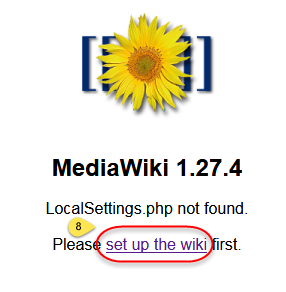 MediaWiki 1.27.4
LocalSettings.php not found.
8
Please set up the wiki first.